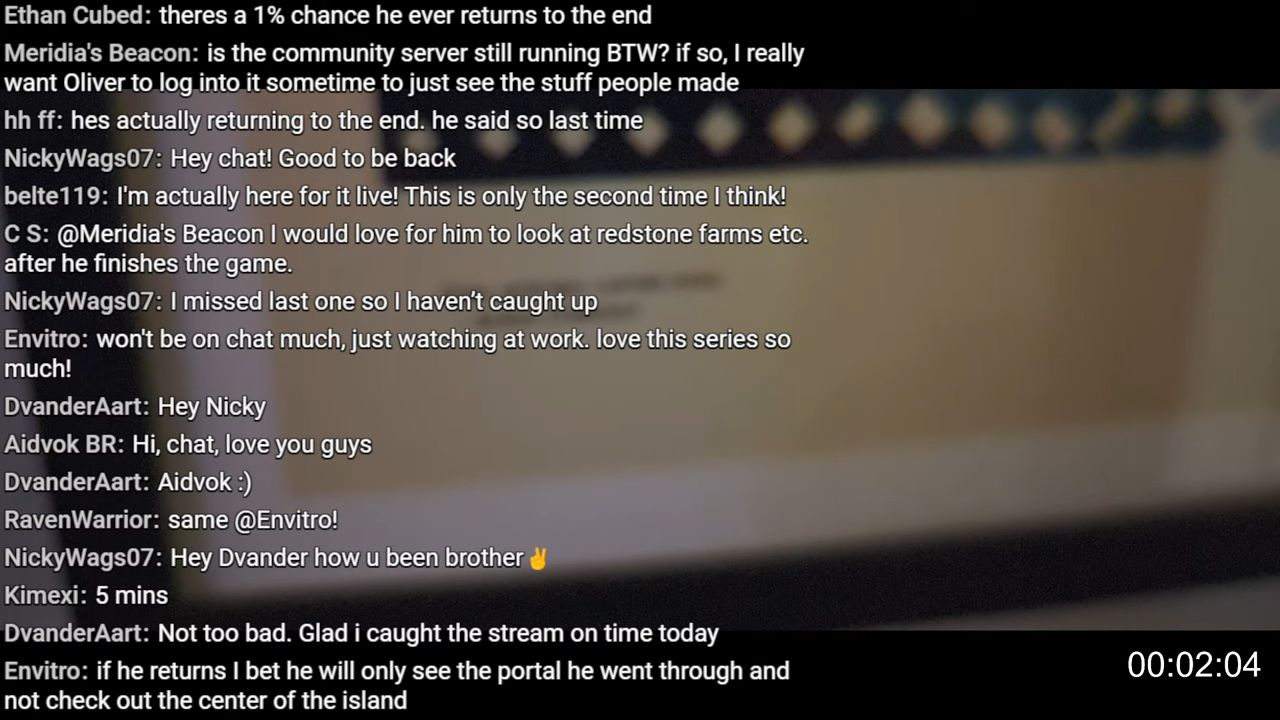 Ethan Cubed: theres a 1% chance he ever returns to the end
Meridia's Beacon: is the community server still running BTW? if so, I really
want Oliver to log into it sometime to just see the stuff people made
hh ff: hes actually returning to the end. he said so last time
NickyWags07: Hey chat! Good to be back
belte119: I'm actually here for it live! This is only the second time I think!
C S: @Meridia's Beacon I would love for him to look at redstone farms etc.
after he finishes the game.
NickyWags07: I missed last one so I haven’t caught up
Envitro: won't be on chat much, just watching at work. love this series so
much!
DvanderAart: Hey Nicky
Aidvok BR: Hi, chat, love you guys
DvanderAart: Aidvok :)
RavenWarrior: same @Envitro!
NickyWags07: Hey Dvander how u been brother✌
Kimexi: 5 mins
DvanderAart: Not too bad. Glad i caught the stream on time today
Envitro: if he returns I bet he will only see the portal he went through and
not check out the center of the island
00:02:04